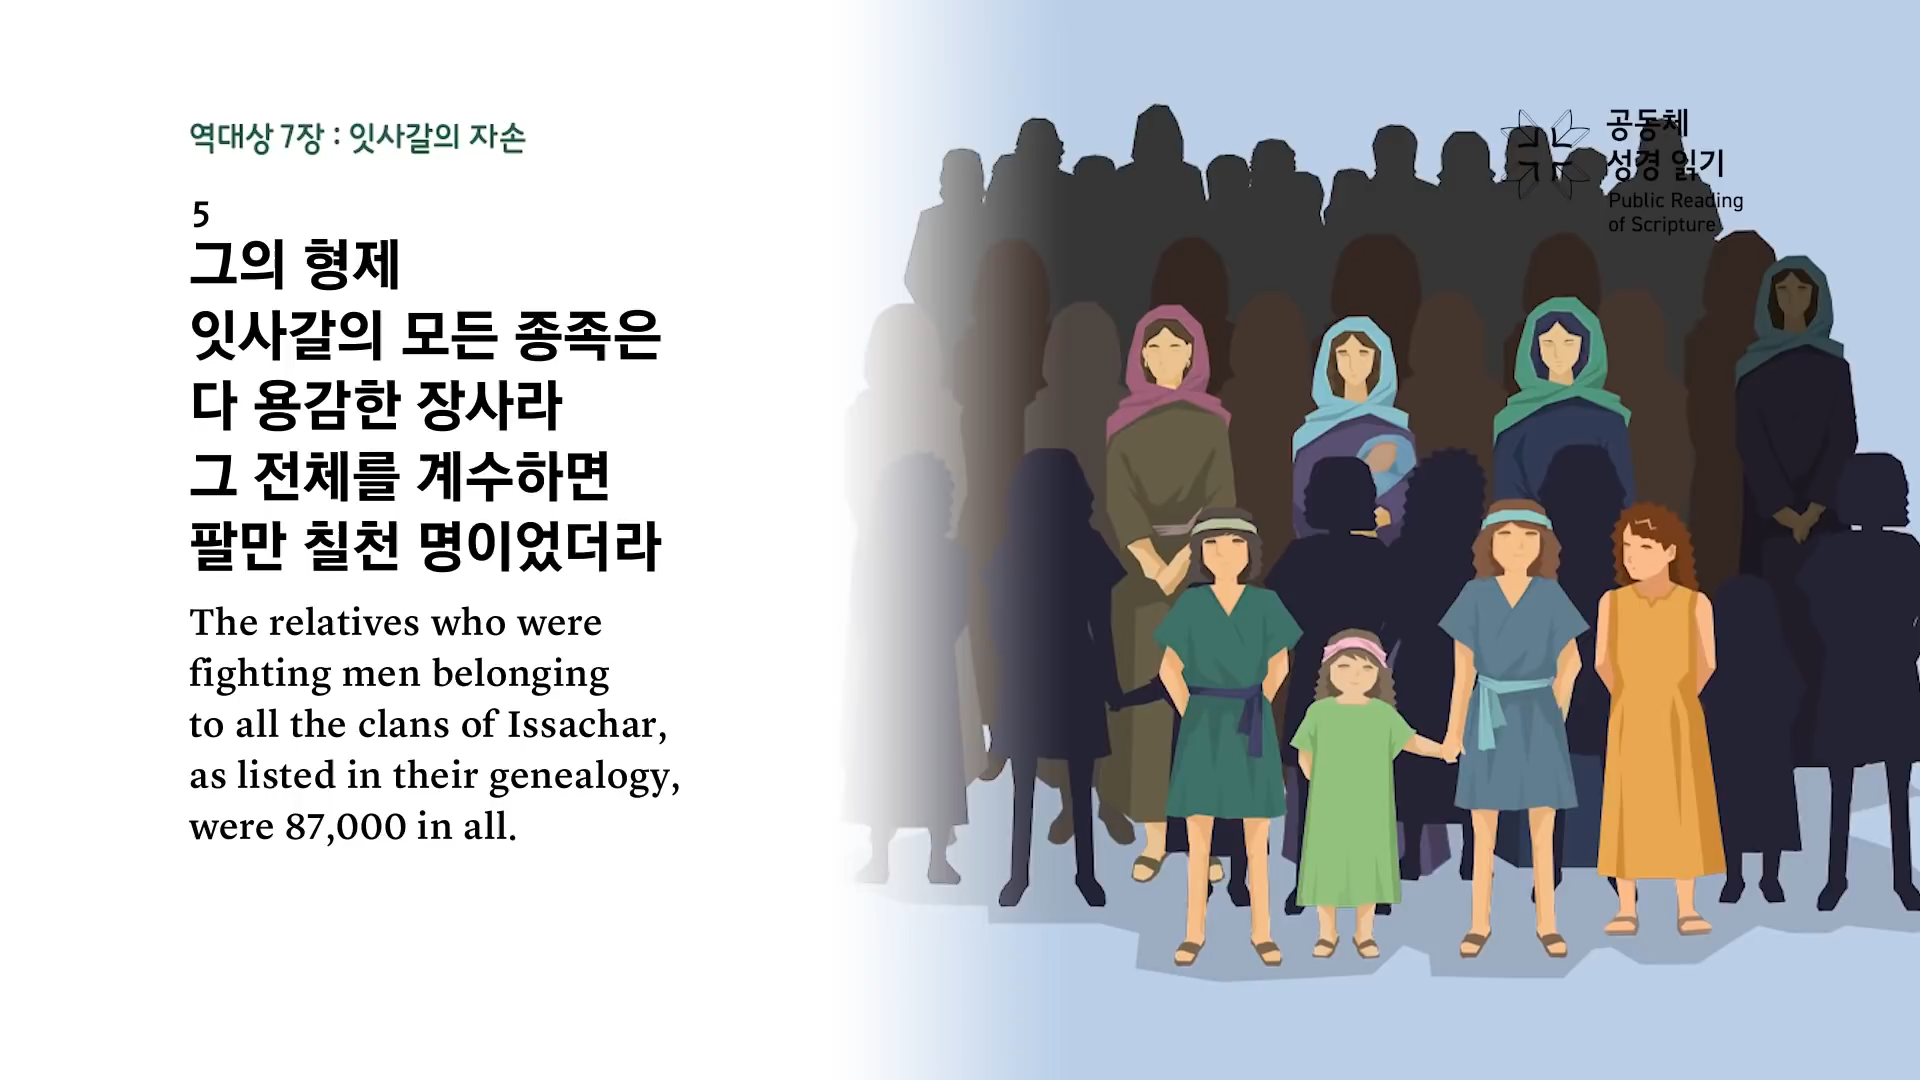 역대상 7장 : 잇사갈의 자손
5
그의 형제
잇사갈의 모든 종족은
다 용감한 장사라
그 전체를 계수하면
팔만 칠천 명이었더라
The relatives who were
fighting men belonging
to all the clans of Issachar,
as listed in their genealogy,
were 87,000 in all.
공동체
성경 읽기
Public Reading
of Scripture